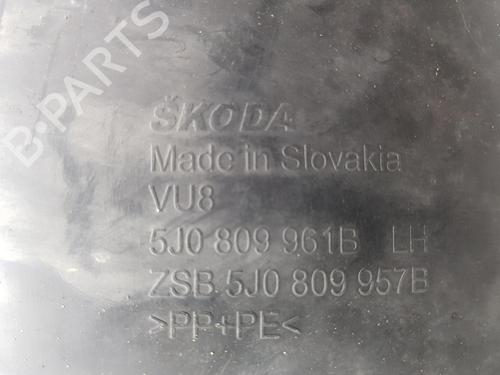 B-PARTS
ŠKODA
Made in Slovakia
VU8
5J0 809 961B LH
ZSB 5J0 809 957B
>PP+PE<